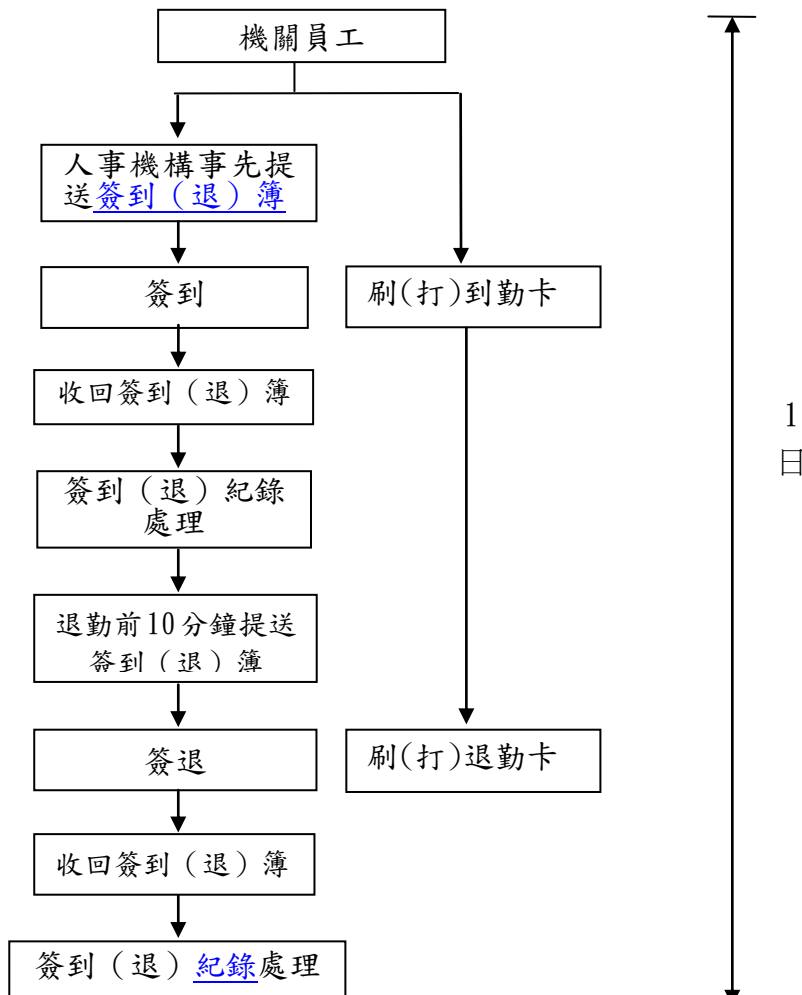 機關員工
人事機構事先提
送簽到（退）簿
簽到
刷(打)到勤卡
收回簽到（退）簿
1
日
簽到（退）紀錄
處理
退勤前10分鐘提送
簽到（退）簿
簽退
刷(打)退勤卡
收回簽到（退）簿
簽到（退）紀錄處理